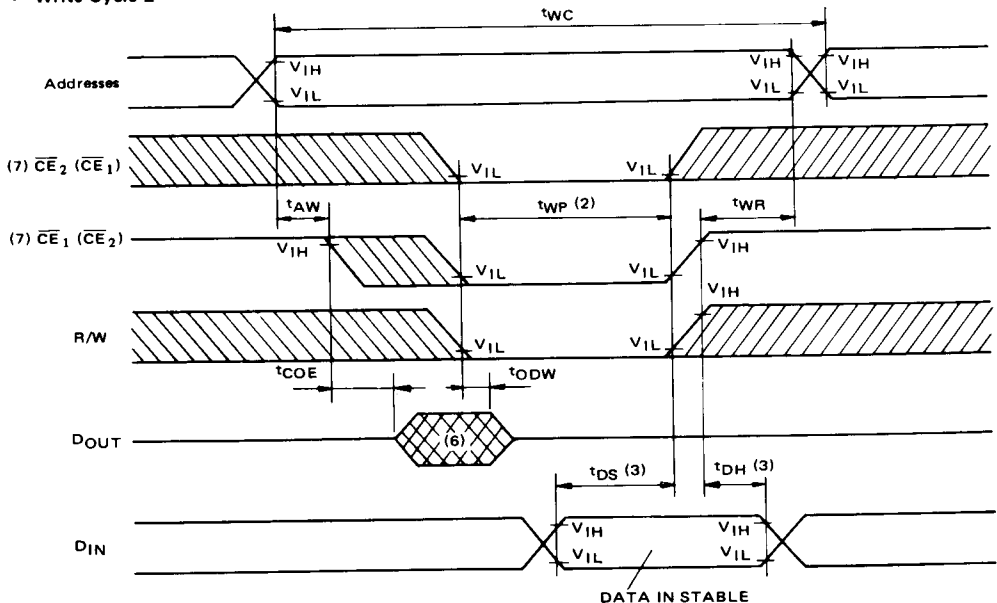 Write Cycle 2
tWC
Addresses
VIH
VIL
VIH
VIL
(7) CE2 (CE1)
VIL
VIL
tAW
tWP (2)
tWR
(7) CE1 (CE2)
VIH
VIL
VIL
VIH
R/W
VIL
VIL
VIH
tCOE
tODW
DOUT
(6)
tDS (3)
tDH (3)
DIN
VIH
VIL
VIH
VIL
DATA IN STABLE